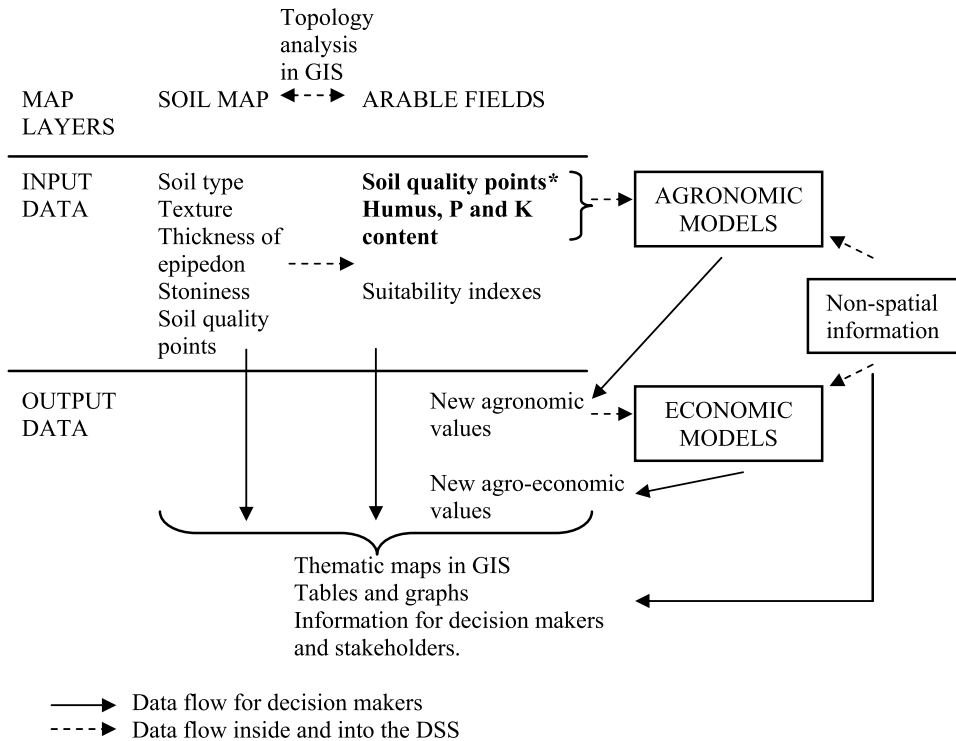 Topology
analysis
in GIS
MAP
LAYERS
SOIL MAP
ARABLE FIELDS
INPUT
DATA
Soil type
Texture
Thickness of
epipedon
Stoniness
Soil quality
points
Soil quality points*
Humus, P and K
content
Suitability indexes
AGRONOMIC
MODELS
Non-spatial
information
OUTPUT
DATA
New agronomic
values
ECONOMIC
MODELS
New agro-economic
values
Thematic maps in GIS
Tables and graphs
Information for decision makers
and stakeholders.
Data flow for decision makers
Data flow inside and into the DSS